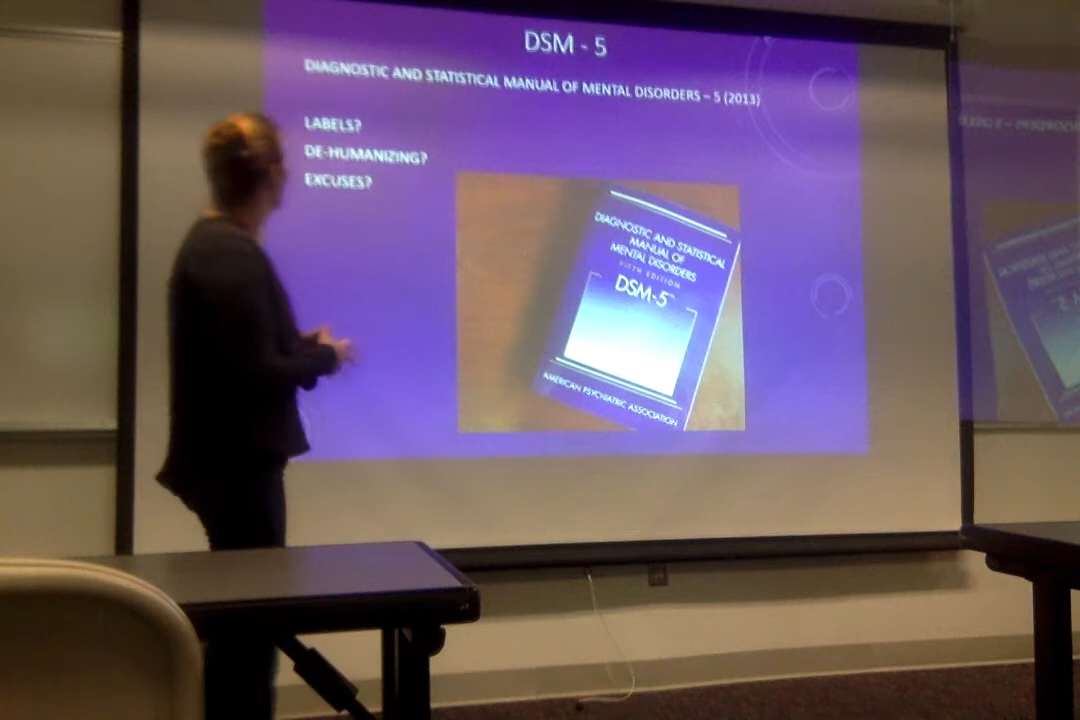 DSM - 5
DIAGNOSTIC AND STATISTICAL MANUAL OF MENTAL DISORDERS – 5 (2013)
LABELS?
DE-HUMANIZING?
EXCUSES?
DIAGNOSTIC AND STATISTICAL
MANUAL OF
MENTAL DISORDERS
FIFTH EDITION
DSM-5™
AMERICAN PSYCHIATRIC ASSOCIATION